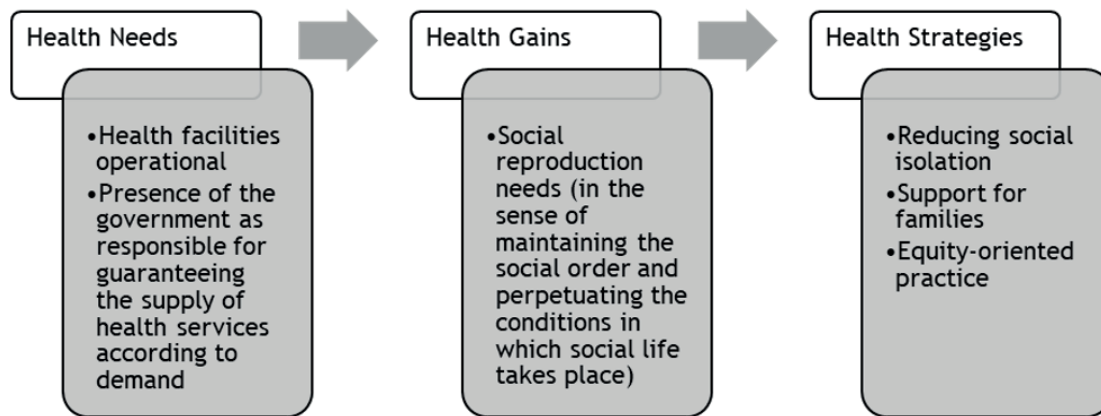 Health Needs
•Health facilities
operational
•Presence of the
government as
responsible for
guaranteeing
the supply of
health services
according to
demand
Health Gains
•Social
reproduction
needs (in the
sense of
maintaining the
social order and
perpetuating the
conditions in
which social life
takes place)
Health Strategies
•Reducing social
isolation
•Support for
families
•Equity-oriented
practice